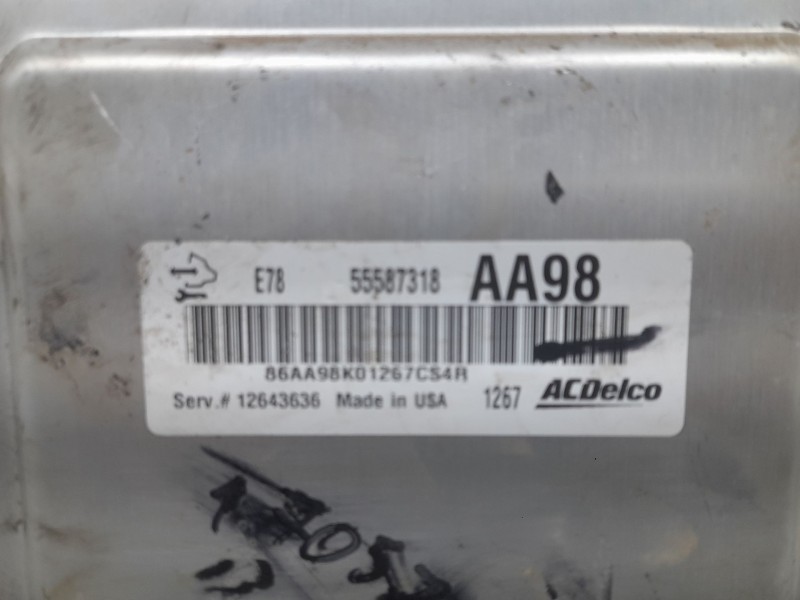 E78 55587318 AA98
86AA98K01267CS4R
Serv.# 12643636 Made in USA 1267 ACDelco